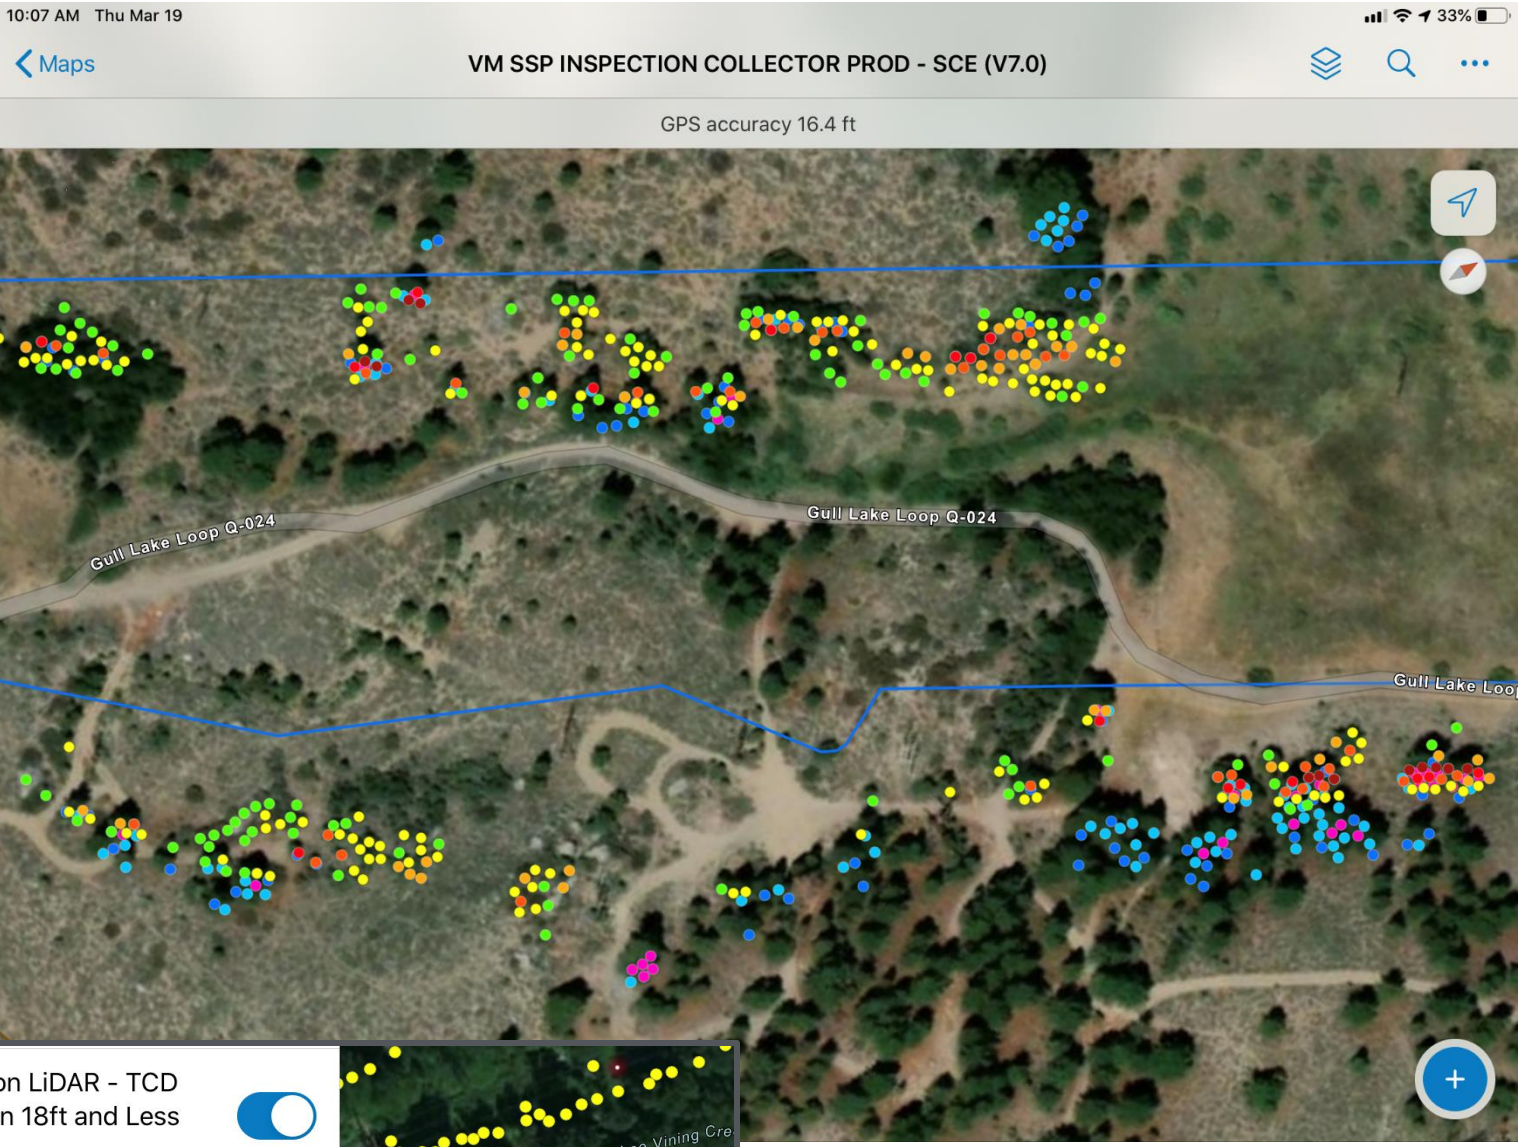 10:07 AM Thu Mar 19
33%
Maps
VM SSP INSPECTION COLLECTOR PROD - SCE (V7.0)
GPS accuracy 16.4 ft
Gull Lake Loop Q-024
Gull Lake Loop Q-024
Gull Lake Loop
on LiDAR - TCD
n 18ft and Less
Vining Cre